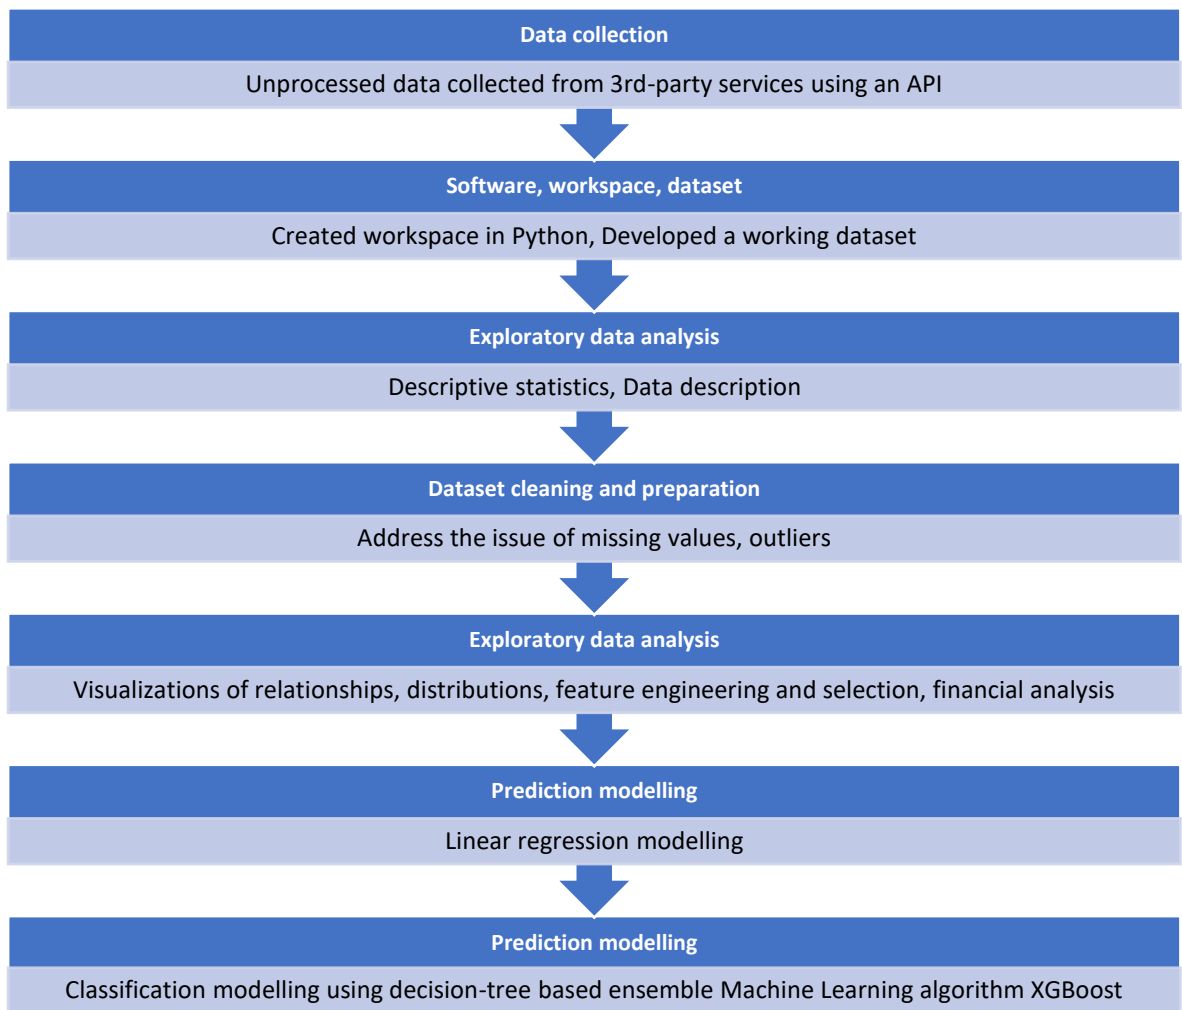 Data collection
Unprocessed data collected from 3rd-party services using an API
Software, workspace, dataset
Created workspace in Python, Developed a working dataset
Exploratory data analysis
Descriptive statistics, Data description
Dataset cleaning and preparation
Address the issue of missing values, outliers
Exploratory data analysis
Visualizations of relationships, distributions, feature engineering and selection, financial analysis
Prediction modelling
Linear regression modelling
Prediction modelling
Classification modelling using decision-tree based ensemble Machine Learning algorithm XGBoost